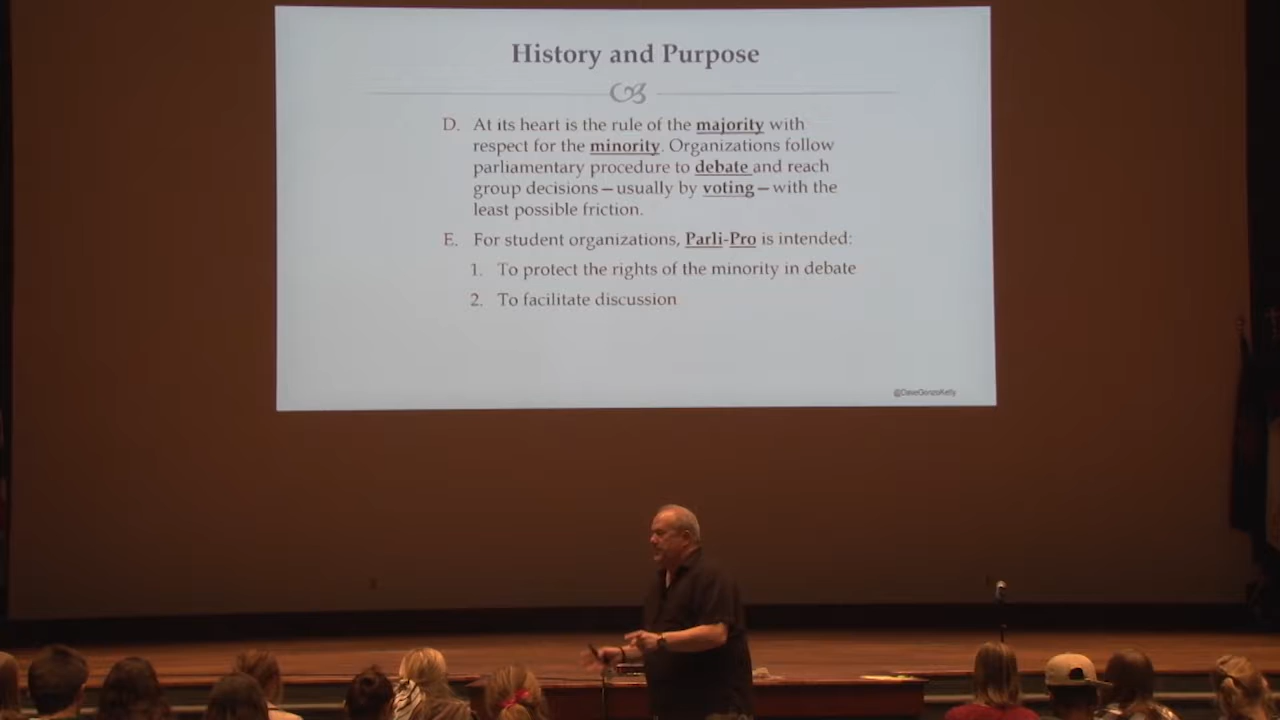 History and Purpose
D. At its heart is the rule of the majority with
respect for the minority. Organizations follow
parliamentary procedure to debate and reach
group decisions – usually by voting – with the
least possible friction.
E. For student organizations, Parli-Pro is intended:
1. To protect the rights of the minority in debate
2. To facilitate discussion
@DaveGonzoKelly